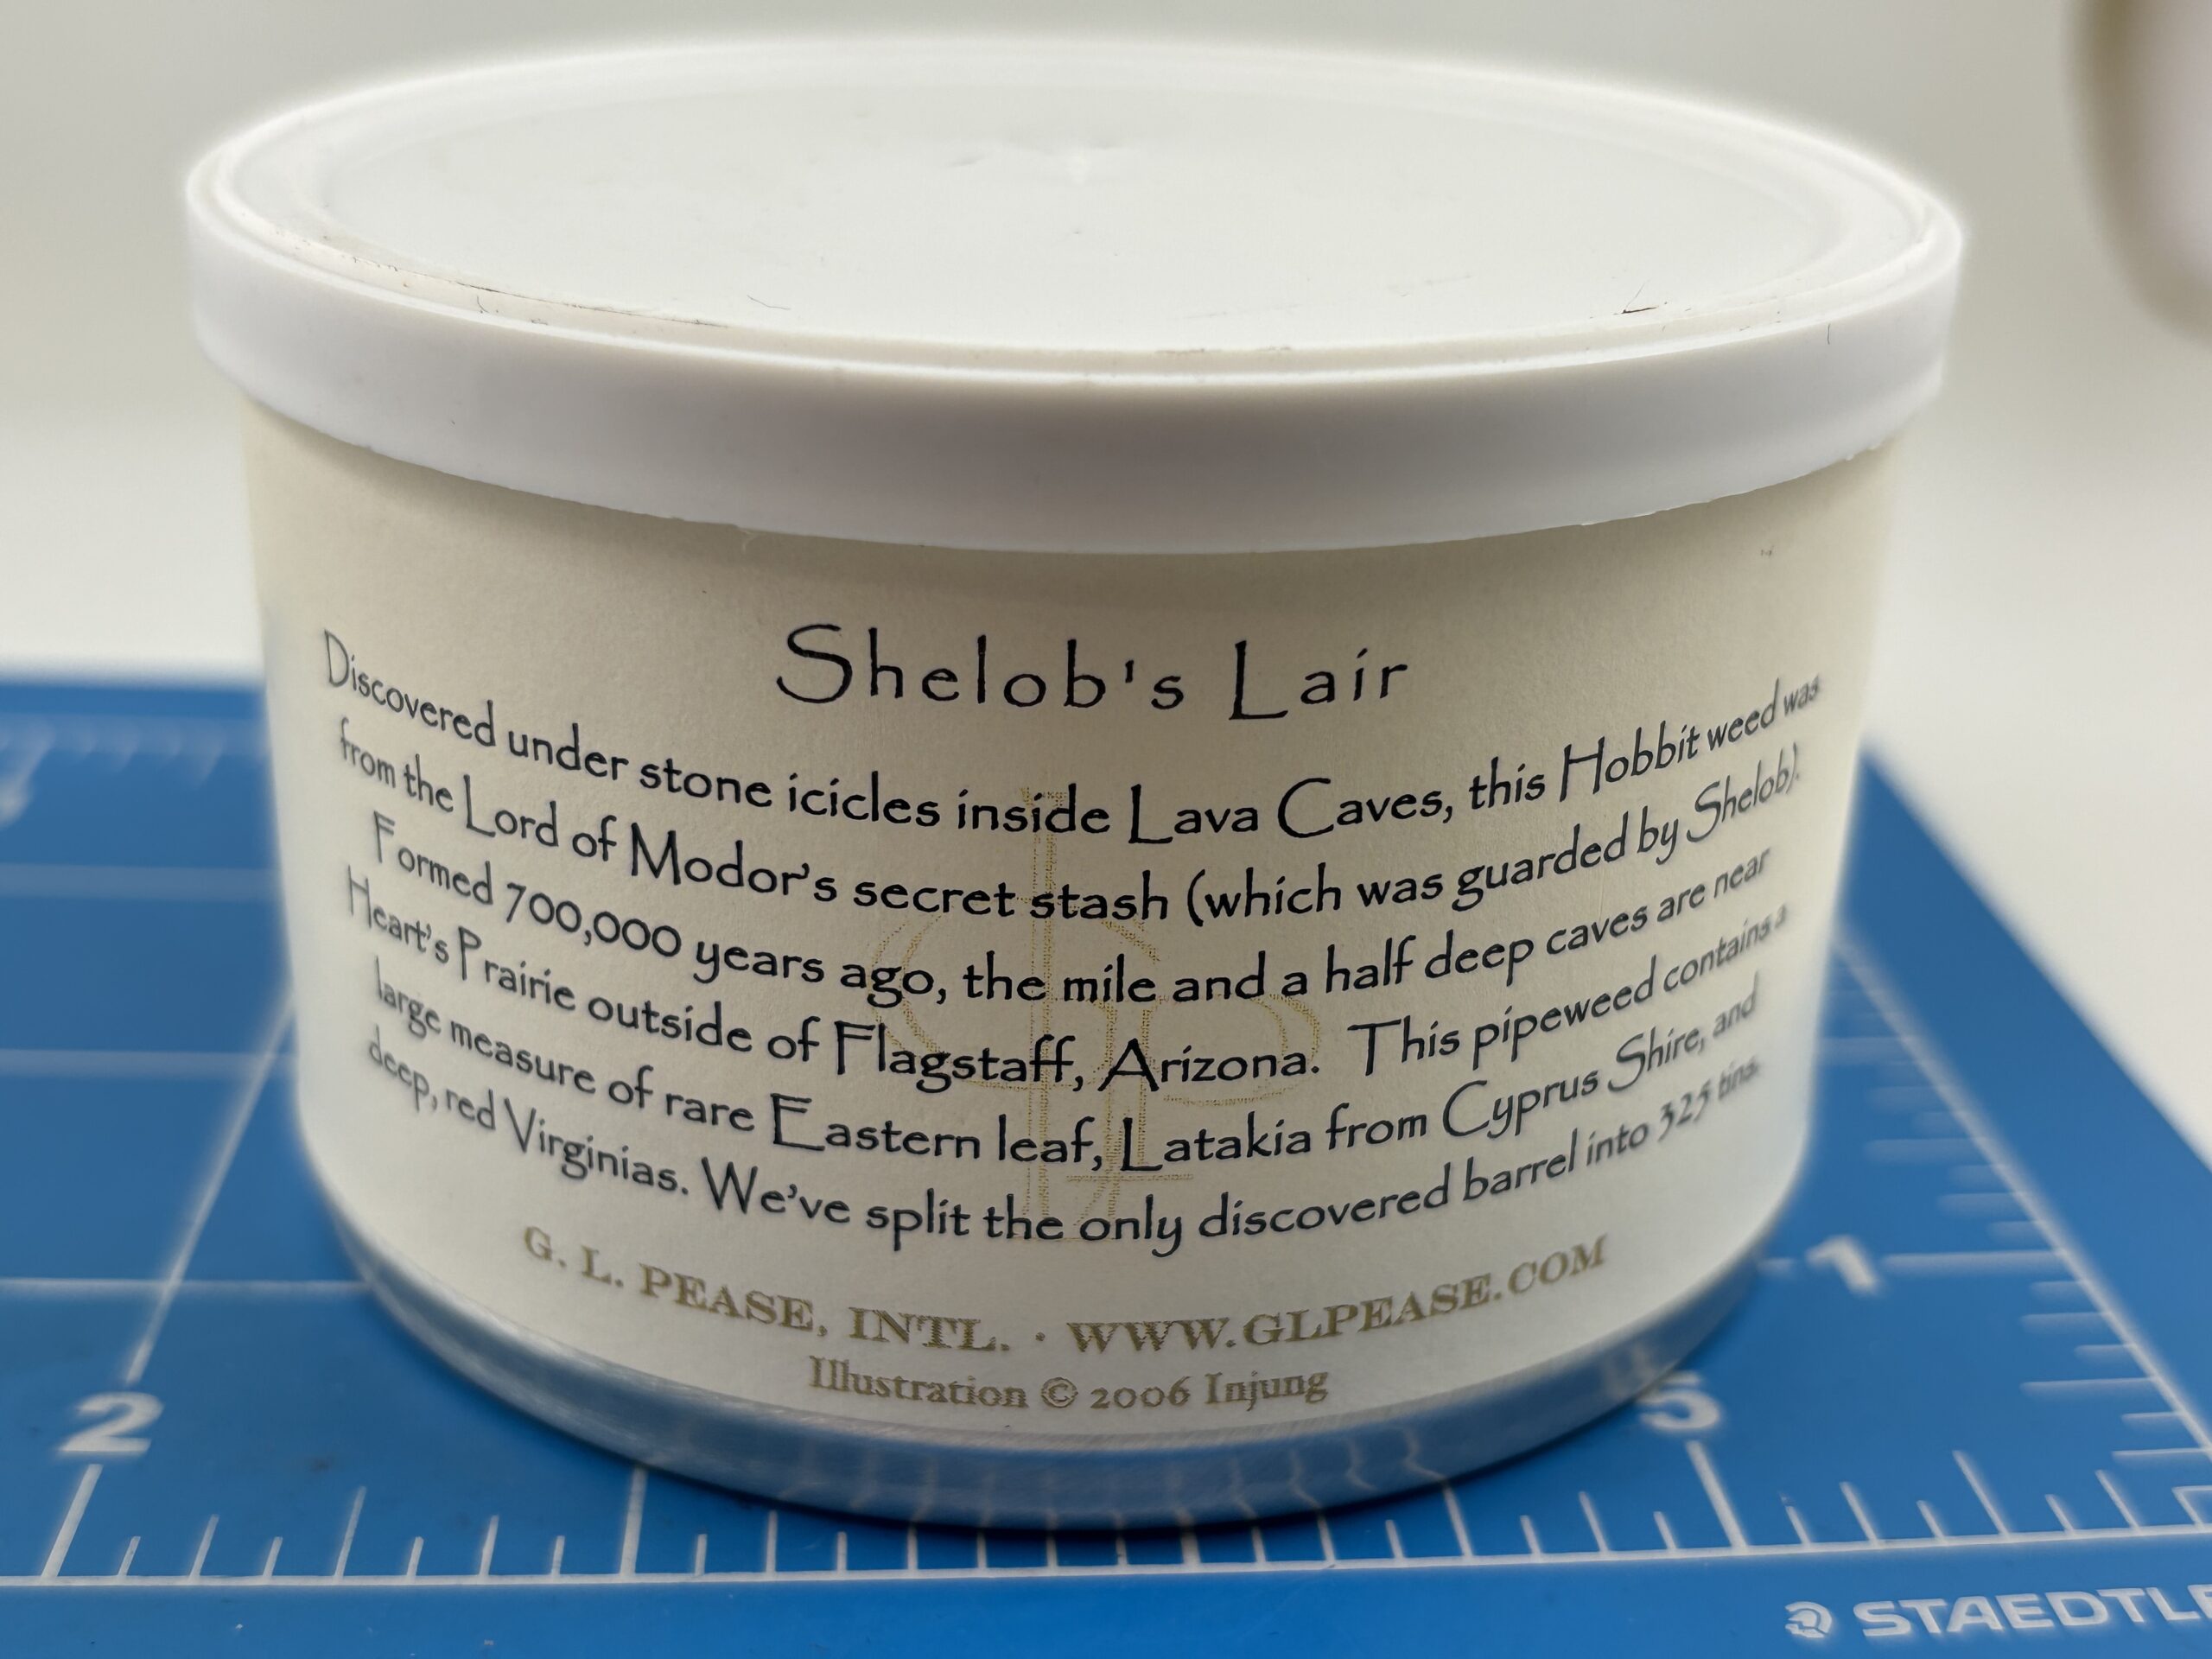 Shelob's Lair
Discovered under stone icicles inside Lava Caves, this Hobbit weed was
from the Lord of Modor's secret stash (which was guarded by Shelob).
Formed 700,000 years ago, the mile and a half deep caves are near
Heart's Prairie outside of Flagstaff, Arizona. This pipeweed contains a
large measure of rare Eastern leaf, Latakia from Cyprus Shire, and
deep, red Virginias. We've split the only discovered barrel into 325 tins.
G. L. PEASE, INTL. · WWW.GLPEASE.COM
Illustration © 2006 Injung
1
2
5
STAEDTLE